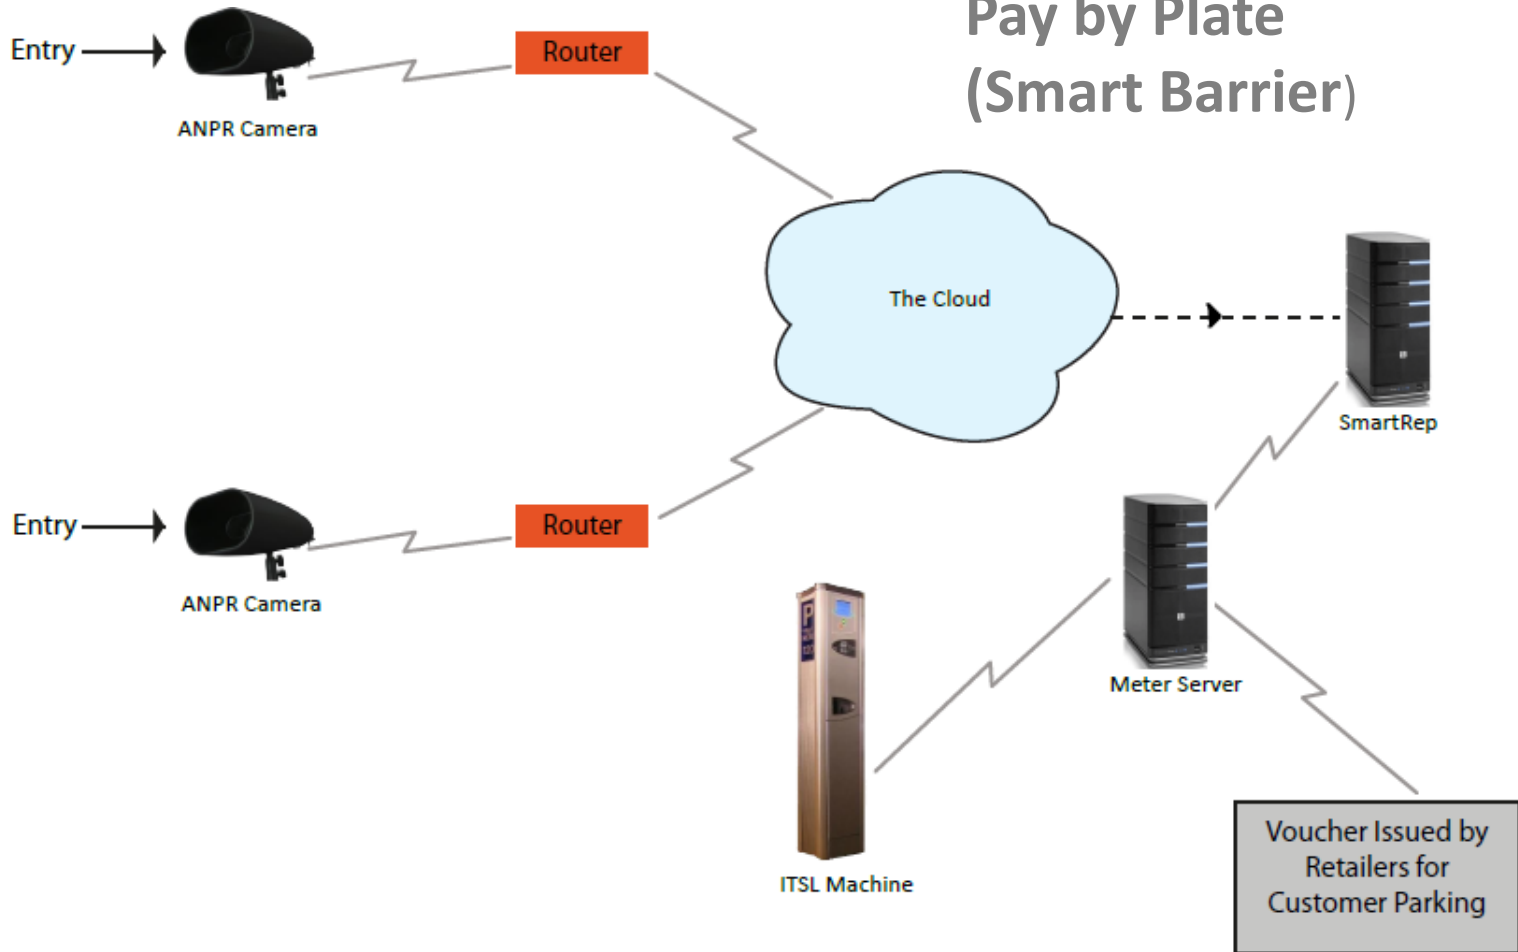 Pay by Plate
(Smart Barrier)
Entry
Router
ANPR Camera
The Cloud
SmartRep
Entry
Router
ANPR Camera
P
Meter Server
ITSL Machine
Voucher Issued by
Retailers for
Customer Parking